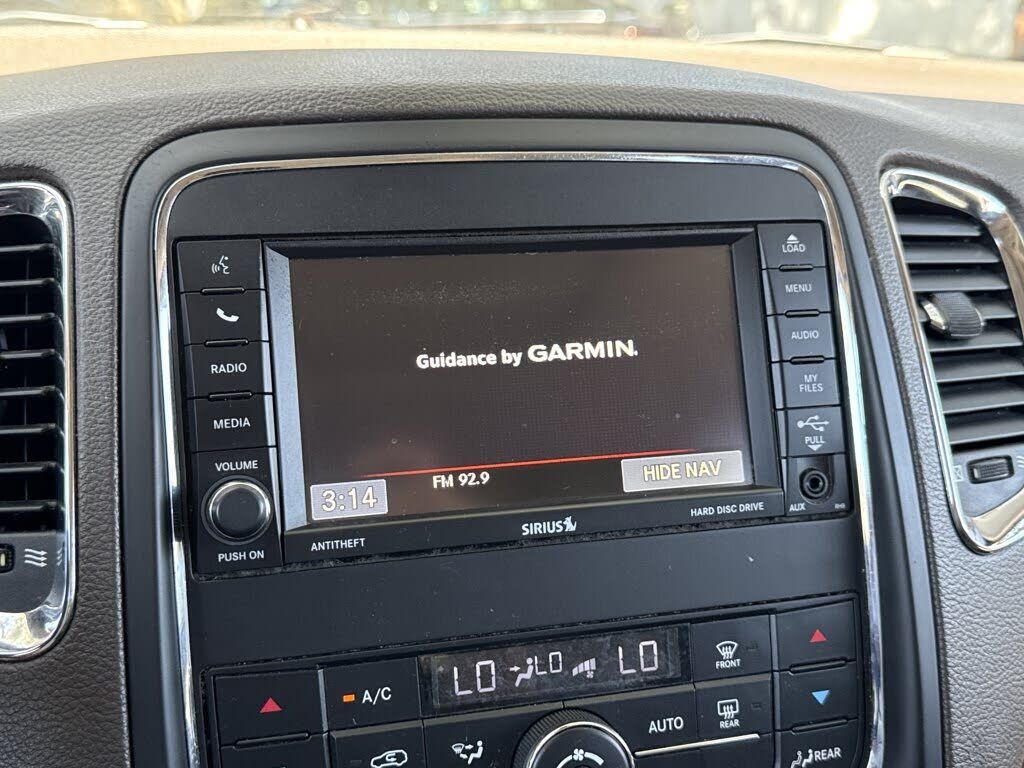 LOAD
MENU
AUDIO
MY
FILES
PULL
AUX
RHB
RADIO
MEDIA
VOLUME
PUSH ON
Guidance by GARMIN.
3:14
FM 92.9
HIDE NAV
ANTITHEFT
SIRIUS
HARD DISC DRIVE
LO LO LO
FRONT
A/C
AUTO
REAR
REAR